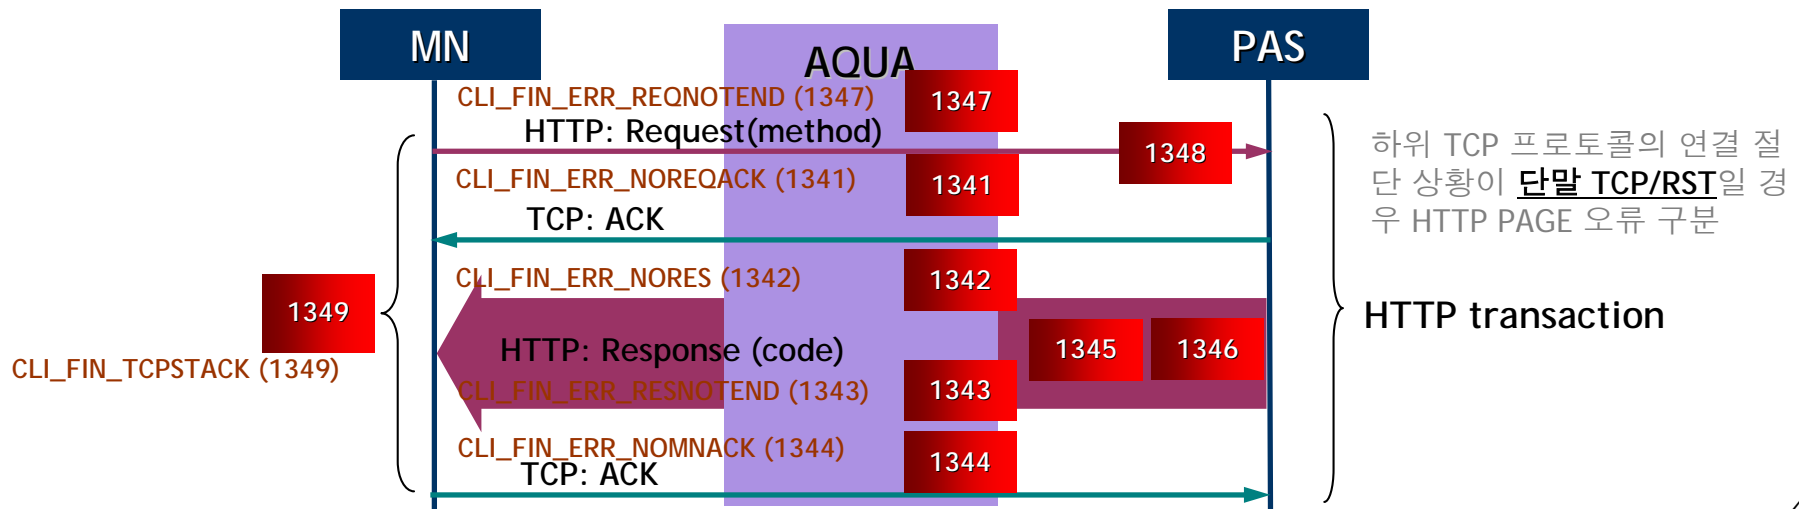 MN
AQUA
PAS
CLI_FIN_ERR_REQNOTEND (1347)
1347
HTTP: Request(method)
1348
CLI_FIN_ERR_NOREQACK (1341)
1341
TCP: ACK
하위 TCP 프로토콜의 연결 절
단 상황이 단말 TCP/RST일 경
우 HTTP PAGE 오류 구분
CLI_FIN_ERR_NORES (1342)
1342
1349
CLI_FIN_TCPSTACK (1349)
HTTP: Response (code)
1345
1346
HTTP transaction
CLI_FIN_ERR_RESNOTEND (1343)
1343
CLI_FIN_ERR_NOMNACK (1344)
1344
TCP: ACK